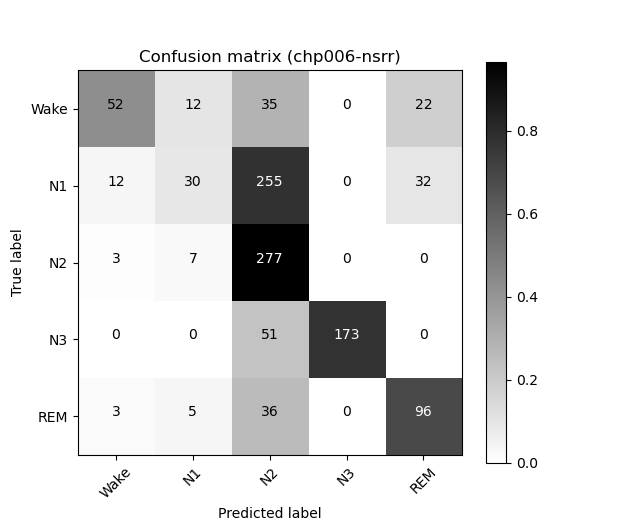 Confusion matrix (chp006-nsrr)
Wake 52 12 35 0 22
N1 12 30 255 0 32
N2 3 7 277 0 0
N3 0 0 51 173 0
REM 3 5 36 0 96
Wake N1 N2 N3 REM
Predicted label
True label
0.8
0.6
0.4
0.2
0.0